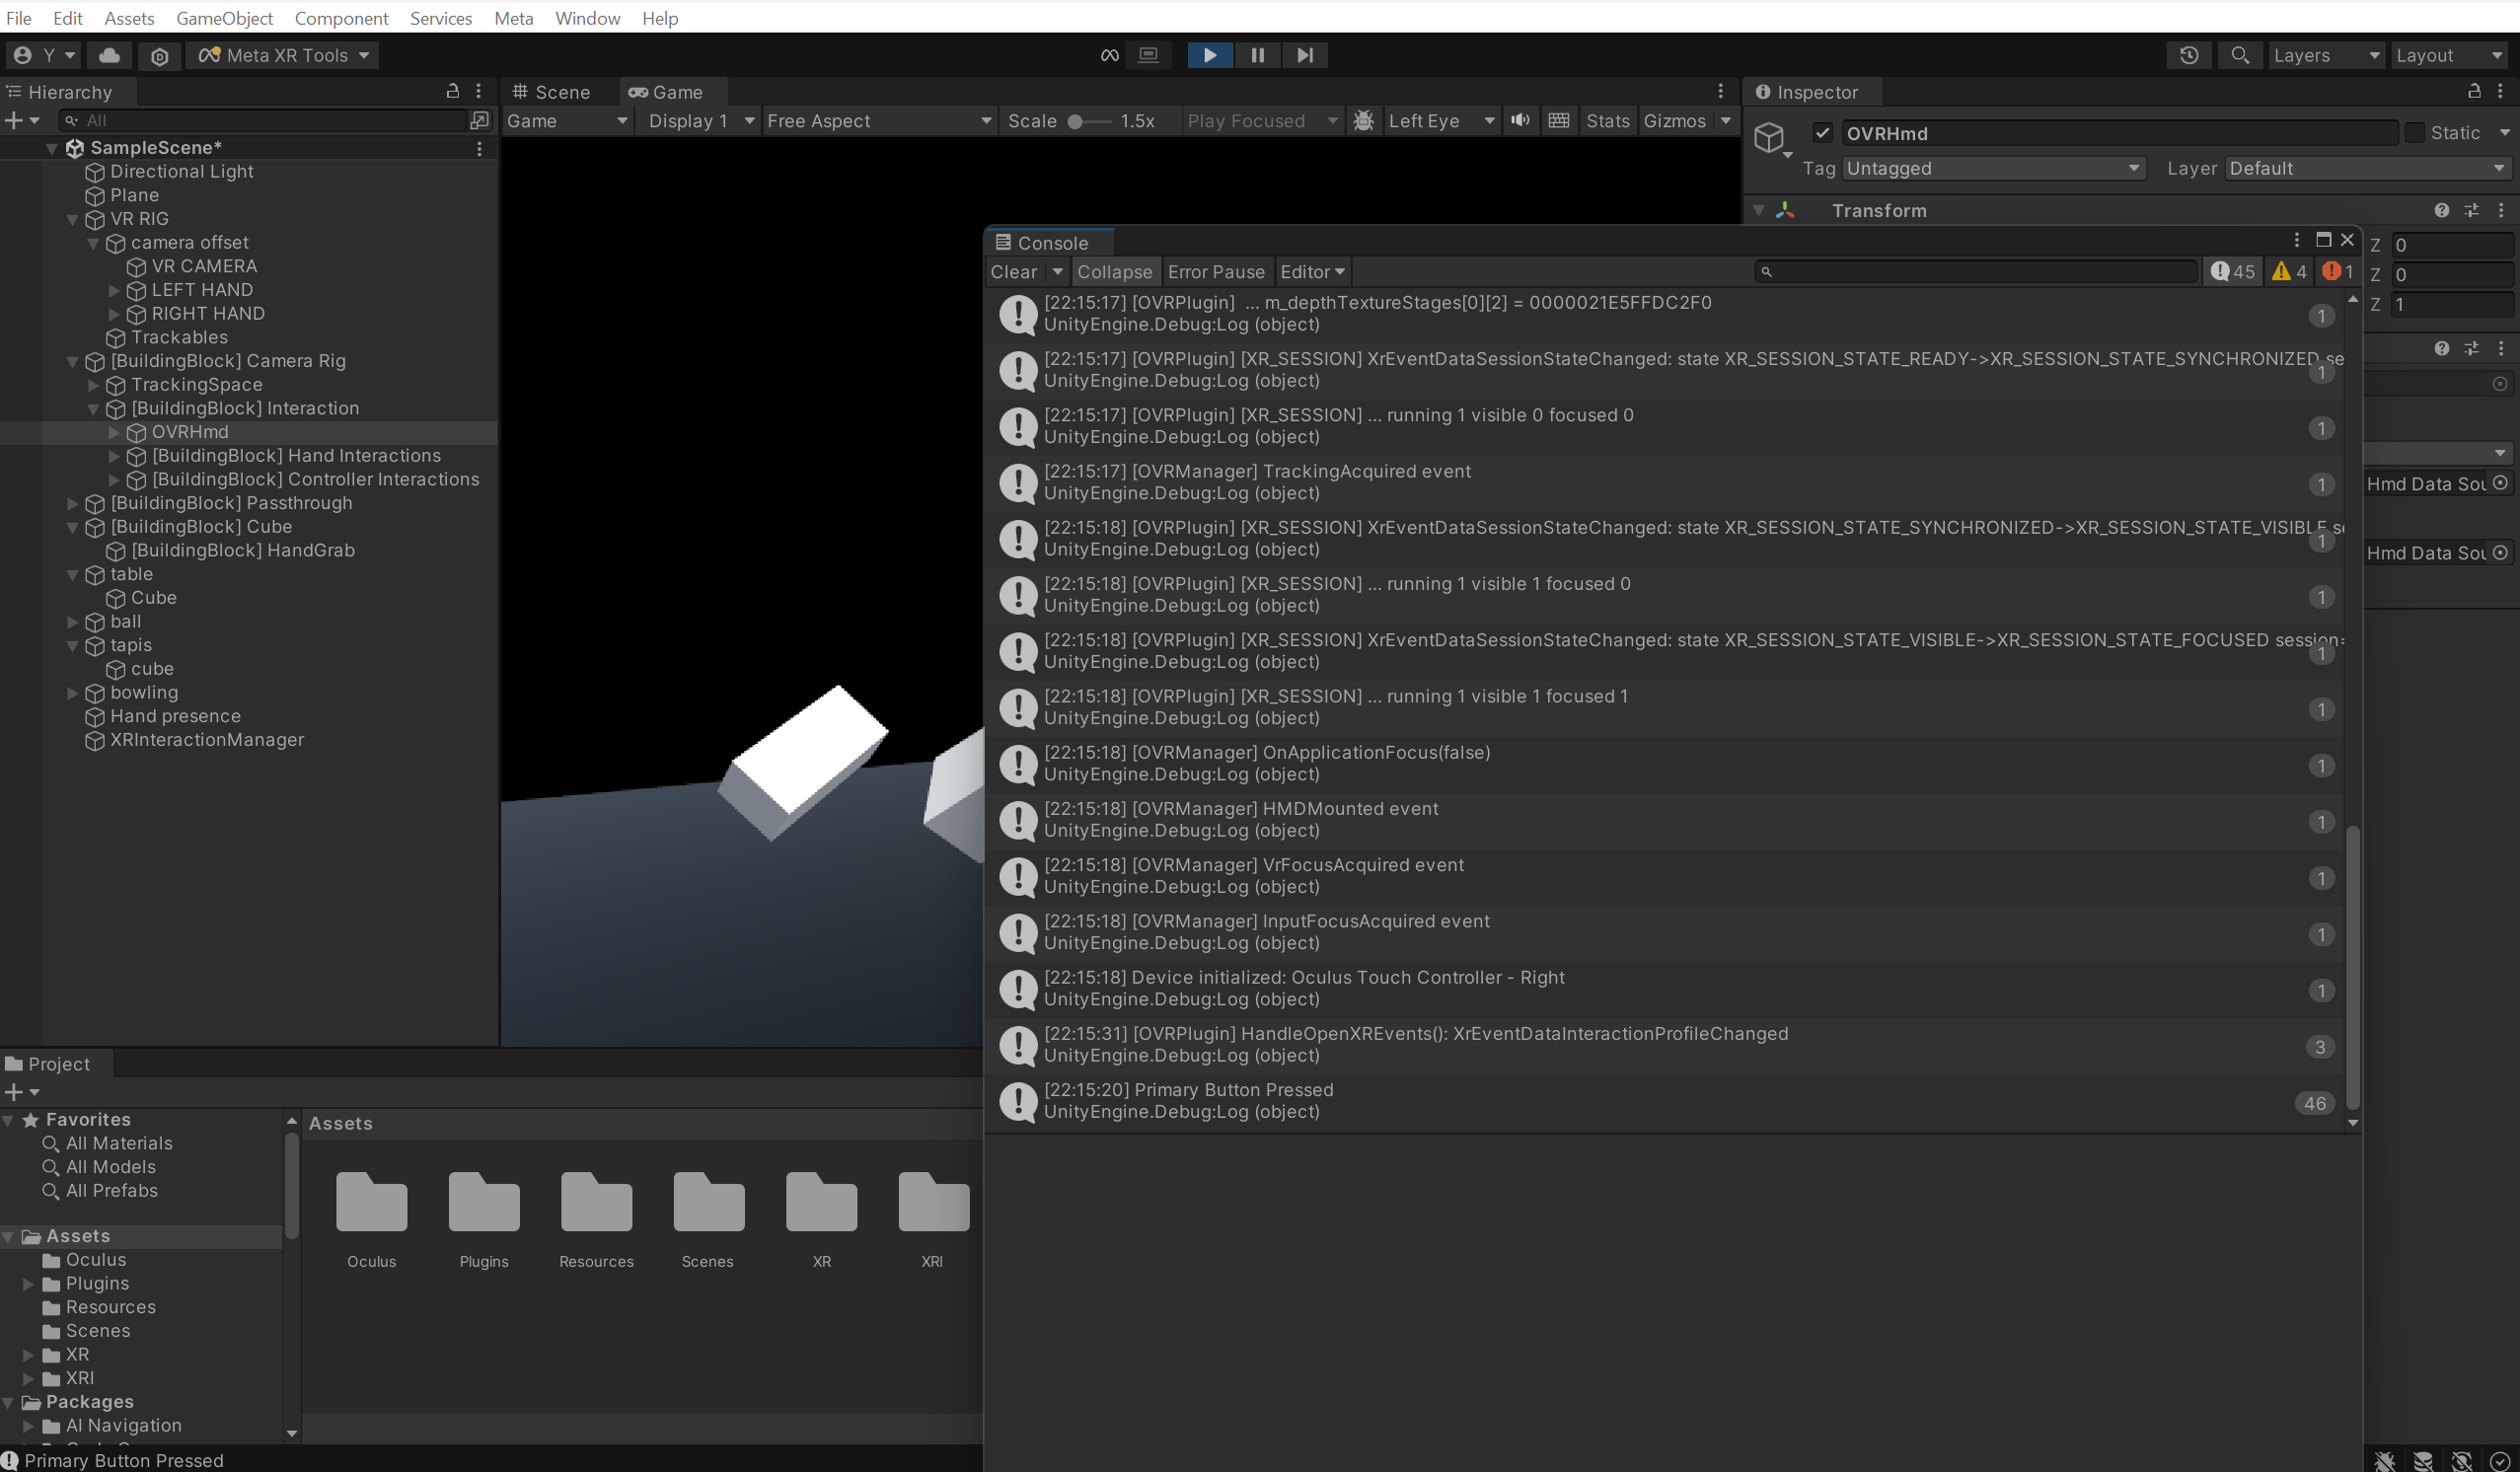 File Edit Assets GameObject Component Services Meta Window Help
Y Meta XR Tools Layers Layout
Hierarchy
All
SampleScene*
Directional Light
Plane
VR RIG
camera offset
VR CAMERA
LEFT HAND
RIGHT HAND
Trackables
[BuildingBlock] Camera Rig
TrackingSpace
[BuildingBlock] Interaction
OVRHmd
[BuildingBlock] Hand Interactions
[BuildingBlock] Controller Interactions
[BuildingBlock] Passthrough
[BuildingBlock] Cube
[BuildingBlock] HandGrab
table
Cube
ball
tapis
cube
bowling
Hand presence
XRInteractionManager
Scene Game
Game Display 1 Free Aspect Scale 1.5x Play Focused Left Eye Stats Gizmos
Inspector
OVRHmd Static
Tag Untagged Layer Default
Transform
Z 0
Z 0
Z 1
Hmd Data Sou
Hmd Data Sou
Console
Clear Collapse Error Pause Editor 45 4 1
[22:15:17] [OVRPlugin] ... m_depthTextureStages[0][2] = 0000021E5FFDC2F0
UnityEngine.Debug:Log (object)
1
[22:15:17] [OVRPlugin] [XR_SESSION] XrEventDataSessionStateChanged: state XR_SESSION_STATE_READY->XR_SESSION_STATE_SYNCHRONIZED se
UnityEngine.Debug:Log (object)
1
[22:15:17] [OVRPlugin] [XR_SESSION] ... running 1 visible 0 focused 0
UnityEngine.Debug:Log (object)
1
[22:15:17] [OVRManager] TrackingAcquired event
UnityEngine.Debug:Log (object)
1
[22:15:18] [OVRPlugin] [XR_SESSION] XrEventDataSessionStateChanged: state XR_SESSION_STATE_SYNCHRONIZED->XR_SESSION_STATE_VISIBLE se
UnityEngine.Debug:Log (object)
1
[22:15:18] [OVRPlugin] [XR_SESSION] ... running 1 visible 1 focused 0
UnityEngine.Debug:Log (object)
1
[22:15:18] [OVRPlugin] [XR_SESSION] XrEventDataSessionStateChanged: state XR_SESSION_STATE_VISIBLE->XR_SESSION_STATE_FOCUSED session=
UnityEngine.Debug:Log (object)
1
[22:15:18] [OVRPlugin] [XR_SESSION] ... running 1 visible 1 focused 1
UnityEngine.Debug:Log (object)
1
[22:15:18] [OVRManager] OnApplicationFocus(false)
UnityEngine.Debug:Log (object)
1
[22:15:18] [OVRManager] HMDMounted event
UnityEngine.Debug:Log (object)
1
[22:15:18] [OVRManager] VrFocusAcquired event
UnityEngine.Debug:Log (object)
1
[22:15:18] [OVRManager] InputFocusAcquired event
UnityEngine.Debug:Log (object)
1
[22:15:18] Device initialized: Oculus Touch Controller - Right
UnityEngine.Debug:Log (object)
1
[22:15:31] [OVRPlugin] HandleOpenXREvents(): XrEventDataInteractionProfileChanged
UnityEngine.Debug:Log (object)
3
[22:15:20] Primary Button Pressed
UnityEngine.Debug:Log (object)
46
Project
Favorites
All Materials
All Models
All Prefabs
Assets
Oculus
Plugins
Resources
Scenes
XR
XRI
Packages
AI Navigation
Assets
Oculus Plugins Resources Scenes XR XRI
Primary Button Pressed